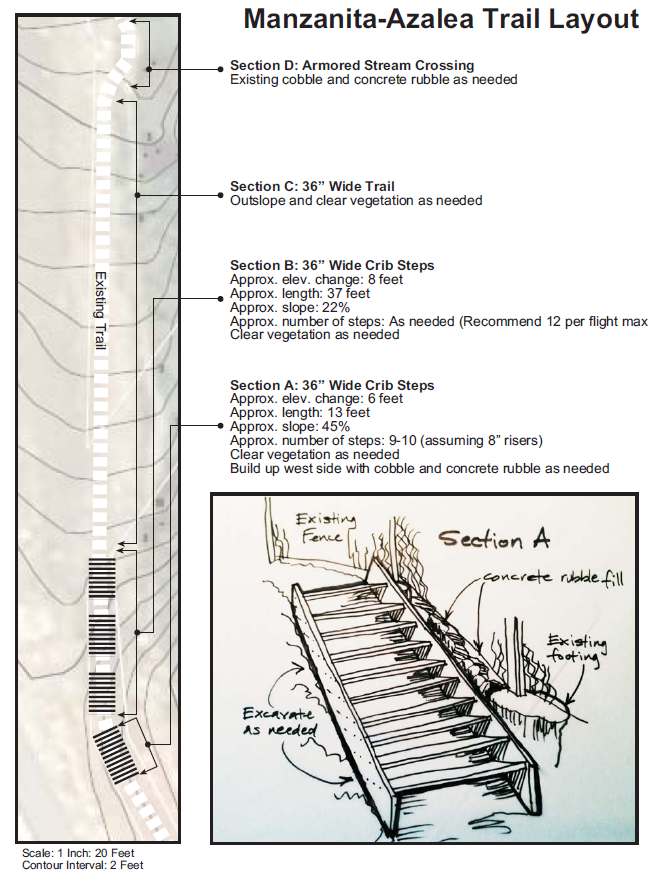 Manzanita-Azalea Trail Layout
Section D: Armored Stream Crossing
Existing cobble and concrete rubble as needed
Section C: 36” Wide Trail
Outslope and clear vegetation as needed
Section B: 36” Wide Crib Steps
Approx. elev. change: 8 feet
Approx. length: 37 feet
Approx. slope: 22%
Approx. number of steps: As needed (Recommend 12 per flight max
Clear vegetation as needed
Section A: 36” Wide Crib Steps
Approx. elev. change: 6 feet
Approx. length: 13 feet
Approx. slope: 45%
Approx. number of steps: 9-10 (assuming 8” risers)
Clear vegetation as needed
Build up west side with cobble and concrete rubble as needed
Existing Trail
Existing
Fence
Section A
concrete rubble fill
Existing
footing
Excavate
as needed
Scale: 1 Inch: 20 Feet
Contour Interval: 2 Feet